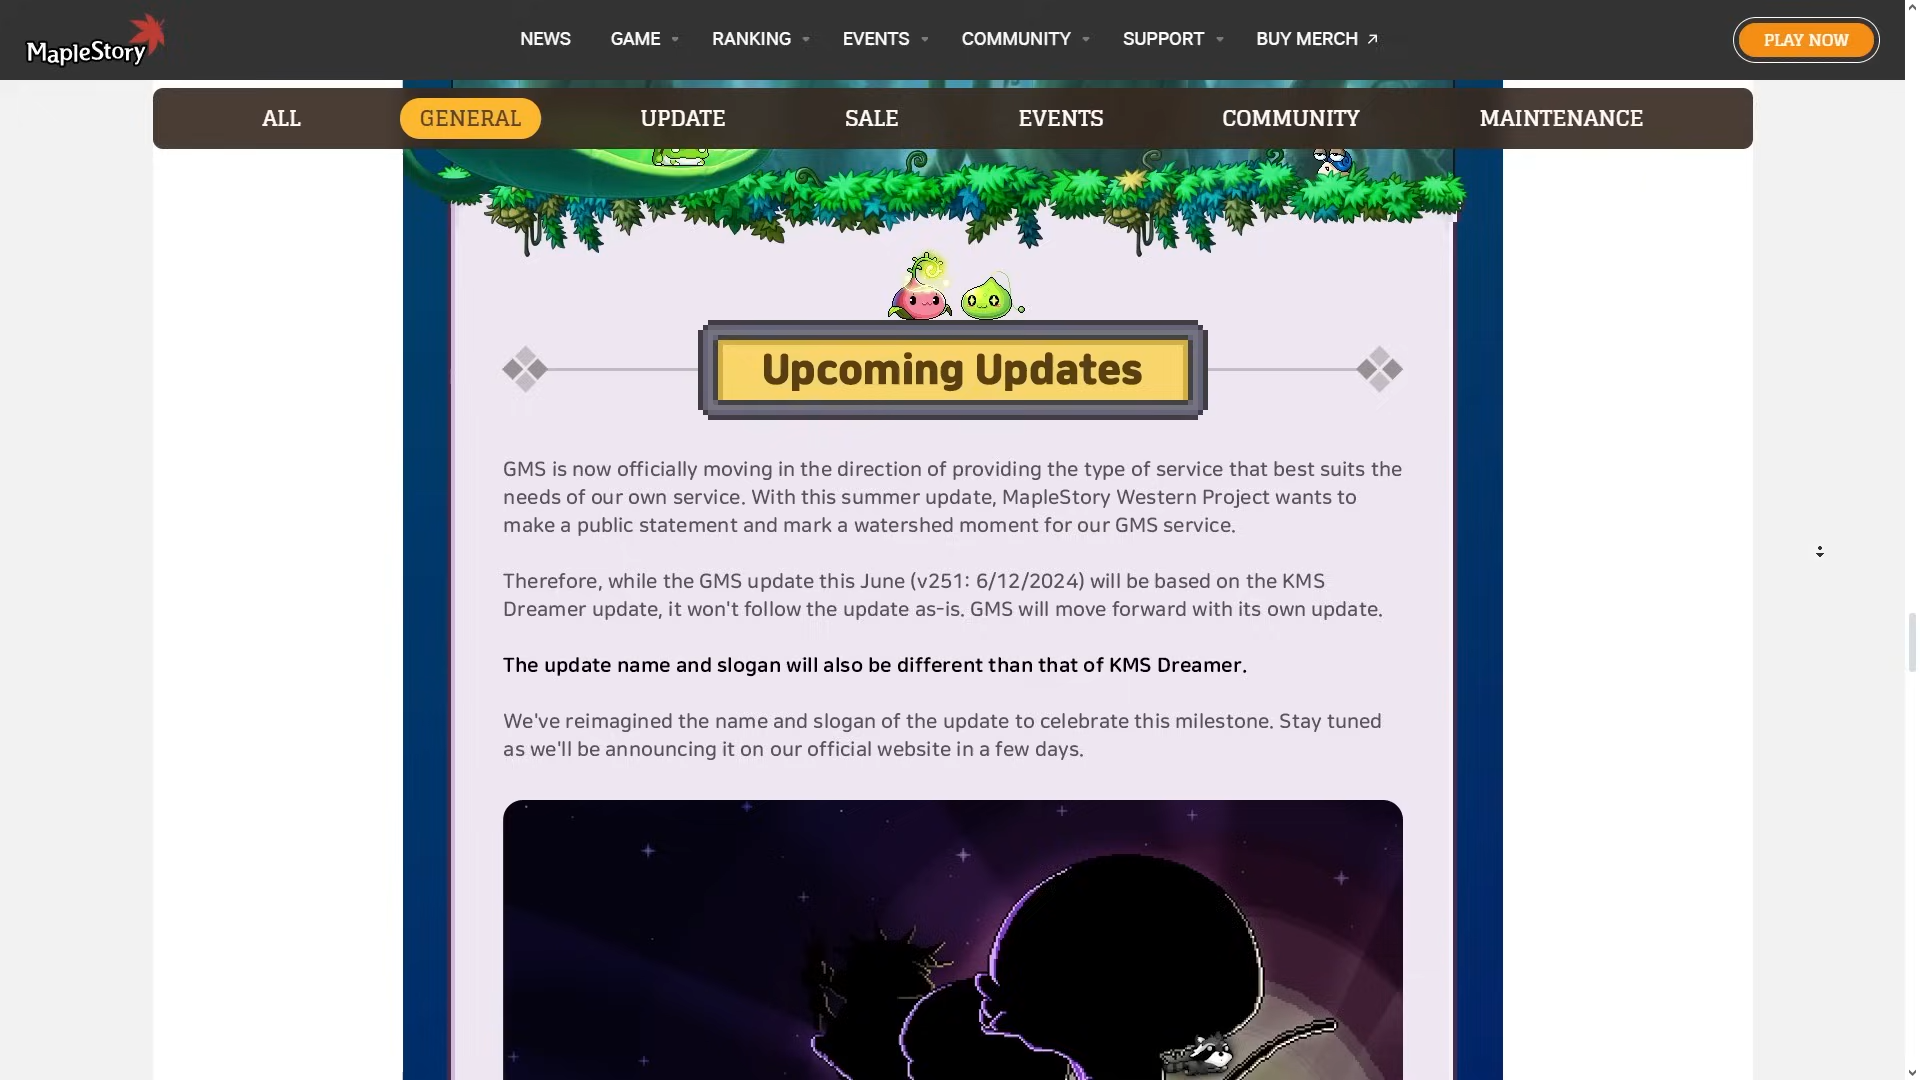 MapleStory
NEWS
GAME
RANKING
EVENTS
COMMUNITY
SUPPORT
BUY MERCH
PLAY NOW
ALL
GENERAL
UPDATE
SALE
EVENTS
COMMUNITY
MAINTENANCE
Upcoming Updates
GMS is now officially moving in the direction of providing the type of service that best suits the
needs of our own service. With this summer update, MapleStory Western Project wants to
make a public statement and mark a watershed moment for our GMS service.
Therefore, while the GMS update this June (v251: 6/12/2024) will be based on the KMS
Dreamer update, it won't follow the update as-is. GMS will move forward with its own update.
The update name and slogan will also be different than that of KMS Dreamer.
We've reimagined the name and slogan of the update to celebrate this milestone. Stay tuned
as we'll be announcing it on our official website in a few days.